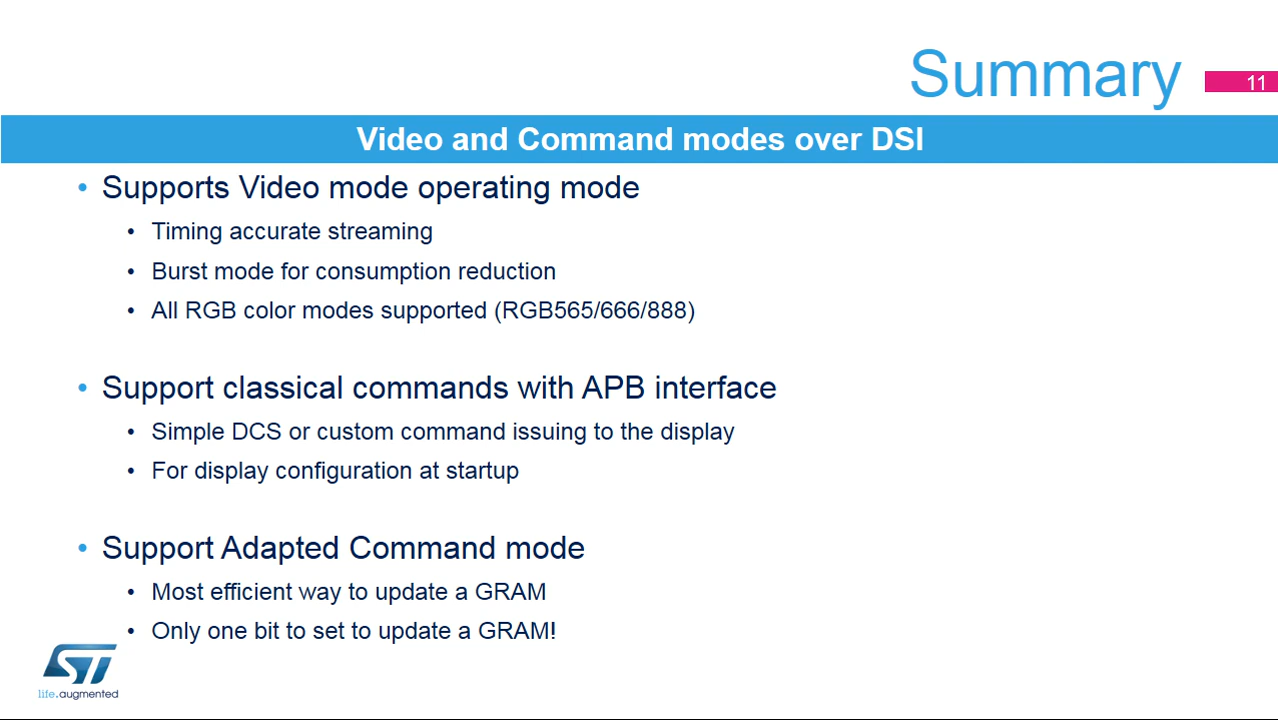 Summary
11
Video and Command modes over DSI
• Supports Video mode operating mode
• Timing accurate streaming
• Burst mode for consumption reduction
• All RGB color modes supported (RGB565/666/888)
• Support classical commands with APB interface
• Simple DCS or custom command issuing to the display
• For display configuration at startup
• Support Adapted Command mode
• Most efficient way to update a GRAM
• Only one bit to set to update a GRAM!
ST
life.augmented